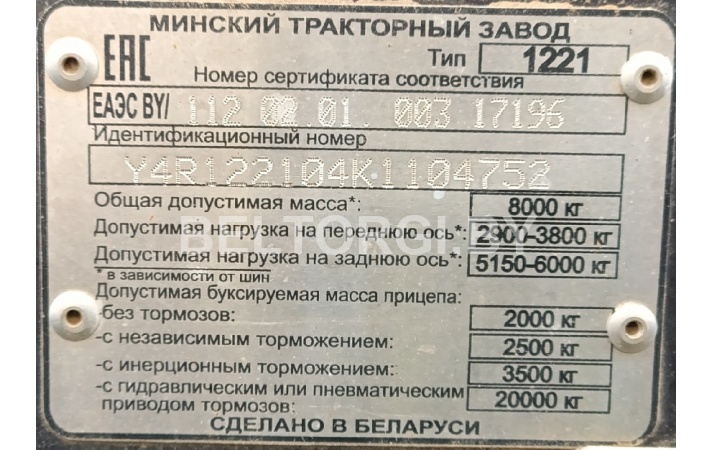 МИНСКИЙ ТРАКТОРНЫЙ ЗАВОД
ЕАС Тип 1221
Номер сертификата соответствия
ЕАЭС BY/ 112 02 01. 003 17196
Идентификационный номер
Y4R122104K1104752
Общая допустимая масса*: 8000 кг
Допустимая нагрузка на переднюю ось*: 2900-3800 кг
Допустимая нагрузка на заднюю ось*: 5150-6000 кг
* в зависимости от шин
Допустимая буксируемая масса прицепа:
-без тормозов: 2000 кг
-с независимым торможением: 2500 кг
-с инерционным торможением: 3500 кг
-с гидравлическим или пневматическим
приводом тормозов: 20000 кг
СДЕЛАНО В БЕЛАРУСИ
BELTORGI.BY